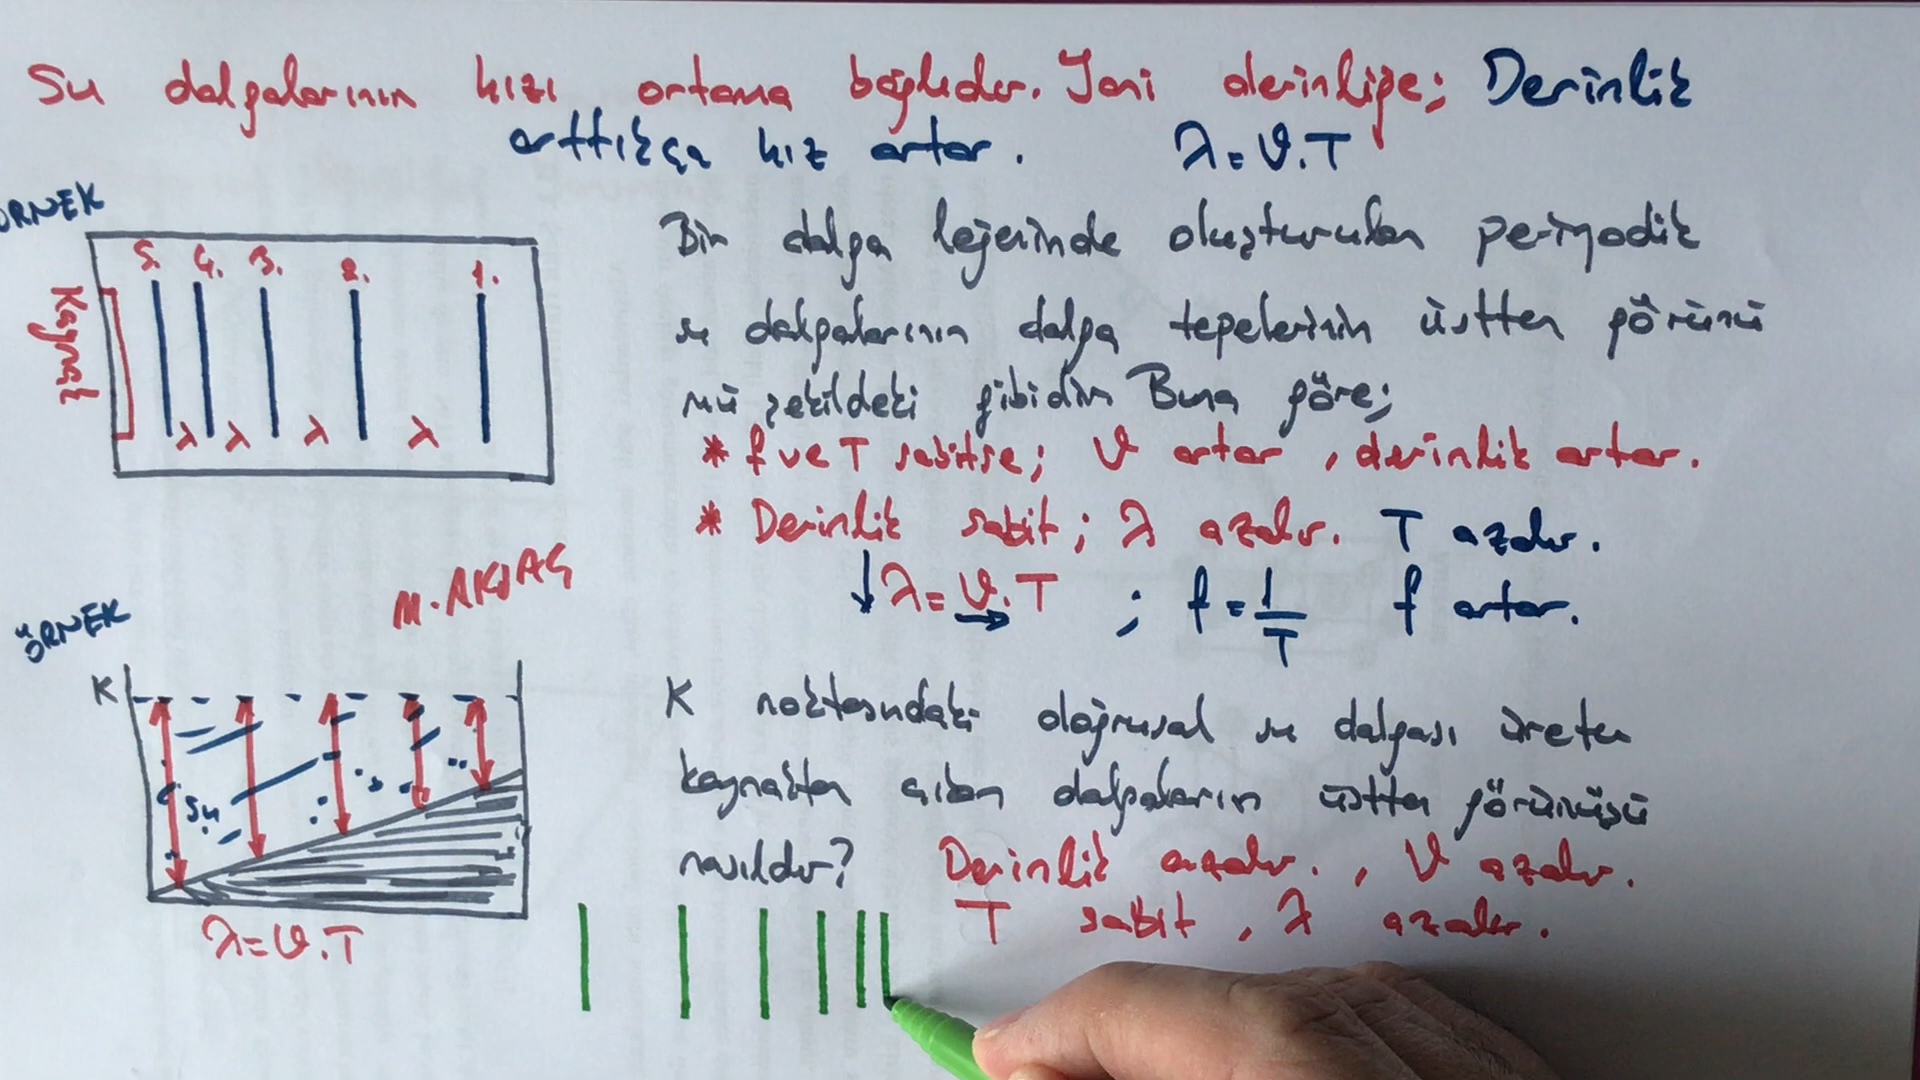 Su dalgalarının hızı ortama bağlıdır. Yani derinliğe; Derinlik
arttıkça hız artar. λ=ϑ.T
ÖRNEK
5. 4. 3. 2. 1.
Kaynak
λ λ λ λ
Bir dalga leğeninde oluşturulan periyodik
su dalgalarının dalga tepelerinin üstten görünü
mü şekildeki gibidir. Buna göre;
* f ve T sabitse; ϑ artar, derinlik artar.
* Derinlik sabit; λ azalır. T azalır.
↓λ=ϑ.T ; f=1/T f artar.
M. AKDAĞ
ÖRNEK
K
Su
λ=ϑ.T
K noktasındaki doğrusal su dalgası üreten
kaynaktan çıkan dalgaların üstten görünüşü
nasıldır? Derinlik azalır., ϑ azalır.
T sabit, λ azalır.